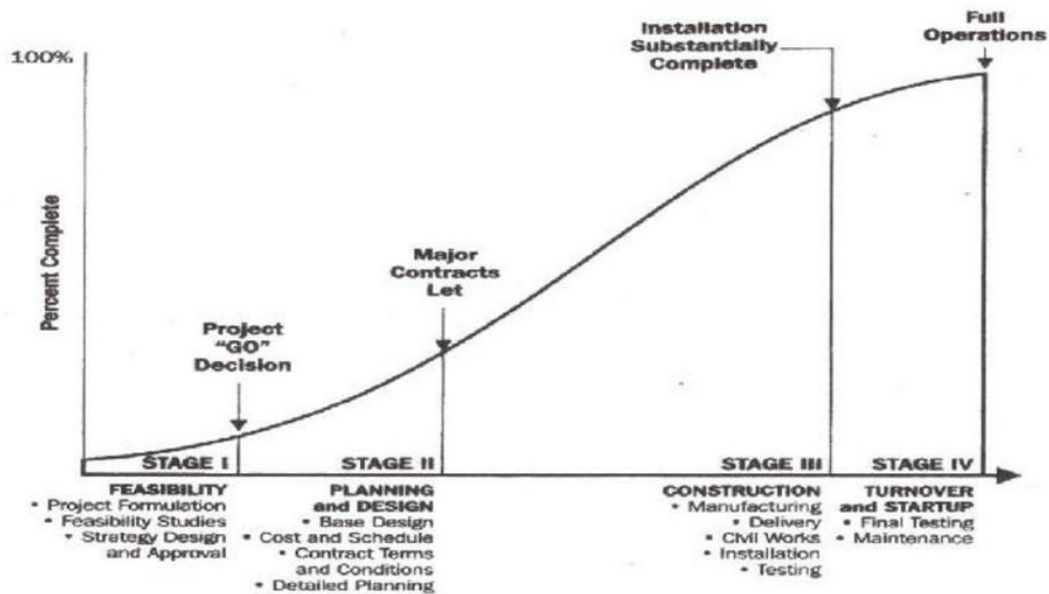 100%
Percent Complete
Project
"GO"
Decision
Major
Contracts
Let
Installation
Substantially
Complete
Full
Operations
STAGE I
FEASIBILITY
• Project Formulation
• Feasibility Studies
• Strategy Design
and Approval
STAGE II
PLANNING
and DESIGN
• Base Design
• Cost and Schedule
• Contract Terms
and Conditions
• Detailed Planning
STAGE III
CONSTRUCTION
• Manufacturing
• Delivery
• Civil Works
• Installation
• Testing
STAGE IV
TURNOVER
and STARTUP
• Final Testing
• Maintenance